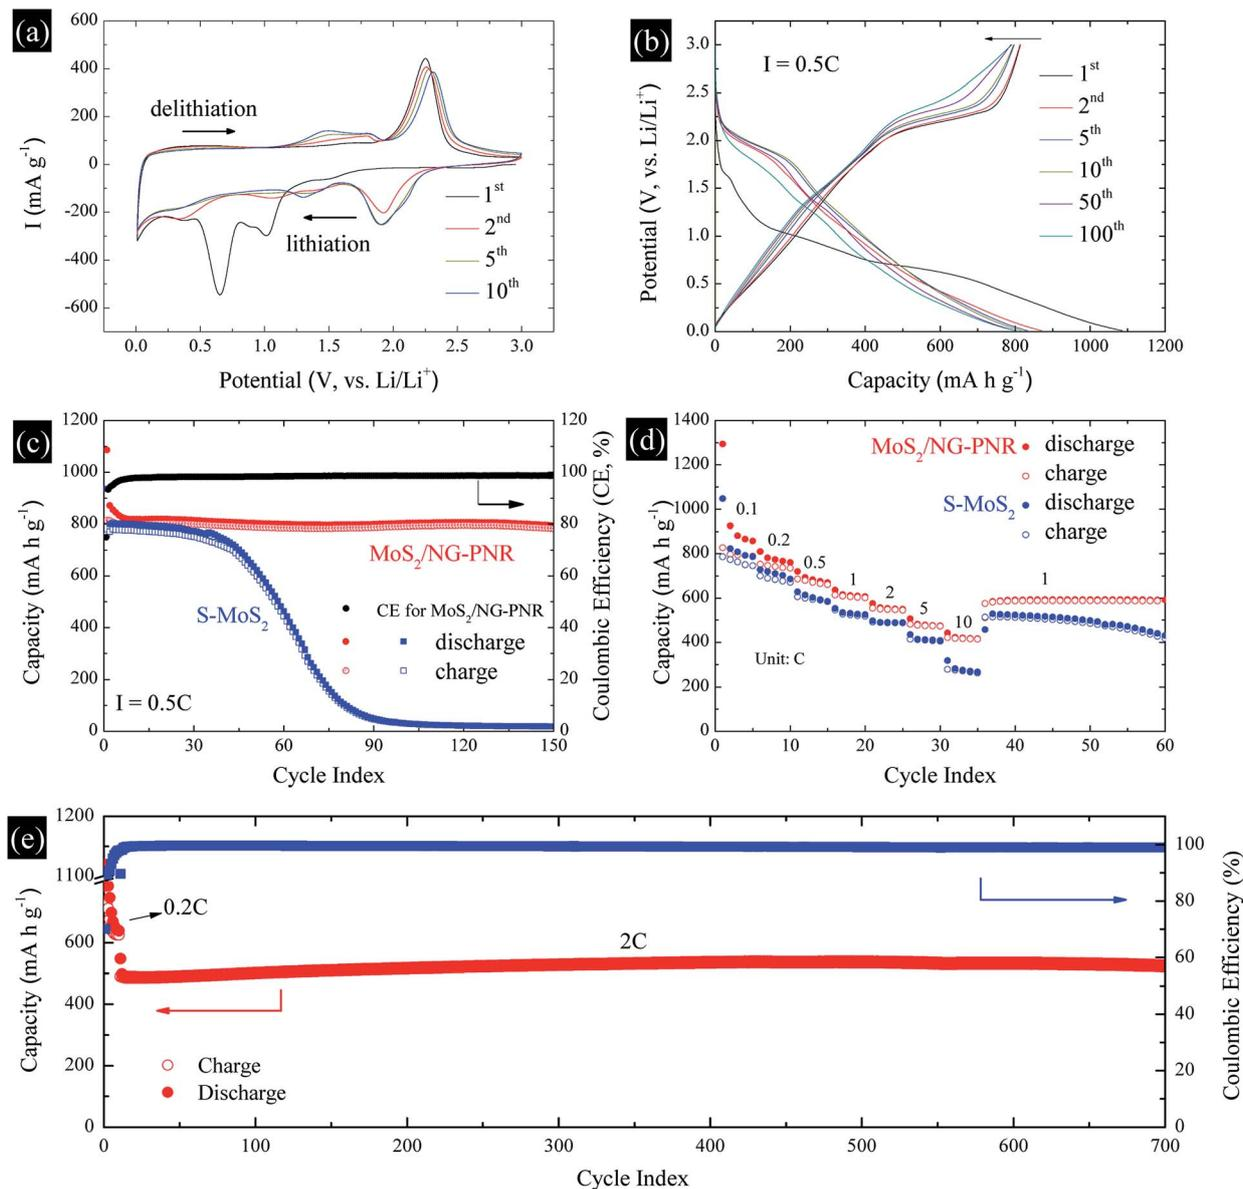 (a)
600
400
200
0
-200
-400
-600
I (mA g⁻¹)
delithiation
lithiation
1ˢᵗ
2ⁿᵈ
5ᵗʰ
10ᵗʰ
0.0 0.5 1.0 1.5 2.0 2.5 3.0
Potential (V, vs. Li/Li⁺)
(b)
3.0
2.5
2.0
1.5
1.0
0.5
0.0
Potential (V, vs. Li/Li⁺)
I = 0.5C
1ˢᵗ
2ⁿᵈ
5ᵗʰ
10ᵗʰ
50ᵗʰ
100ᵗʰ
0 200 400 600 800 1000 1200
Capacity (mA h g⁻¹)
(c)
1200
1000
800
600
400
200
0
Capacity (mA h g⁻¹)
120
100
80
60
40
20
0
Coulombic Efficiency (CE, %)
MoS₂/NG-PNR
S-MoS₂
CE for MoS₂/NG-PNR
discharge
charge
I = 0.5C
0 30 60 90 120 150
Cycle Index
(d)
1400
1200
1000
800
600
400
200
0
Capacity (mA h g⁻¹)
MoS₂/NG-PNR discharge
charge
S-MoS₂ discharge
charge
0.1
0.2
0.5
1
2
5
10
1
Unit: C
0 10 20 30 40 50 60
Cycle Index
(e)
1200
1100
600
400
200
0
Capacity (mA h g⁻¹)
0.2C
2C
Charge
Discharge
100
80
60
40
20
0
Coulombic Efficiency (%)
0 100 200 300 400 500 600 700
Cycle Index